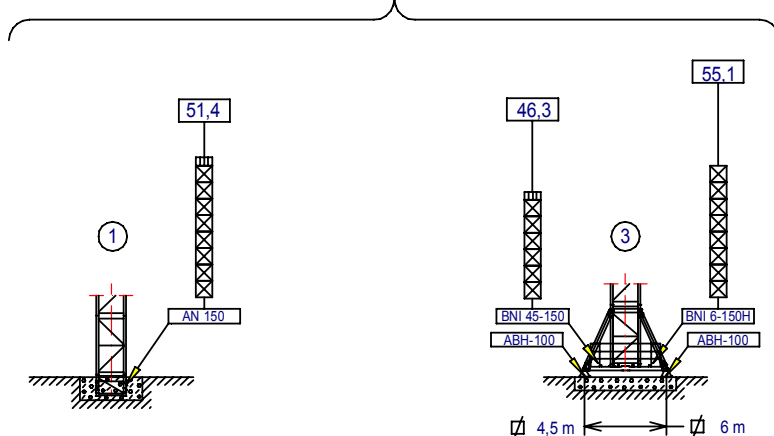 55,1
51,4
46,3
1
3
AN 150
BNI 45-150
BNI 6-150H
ABH-100
ABH-100
4,5 m
6 m